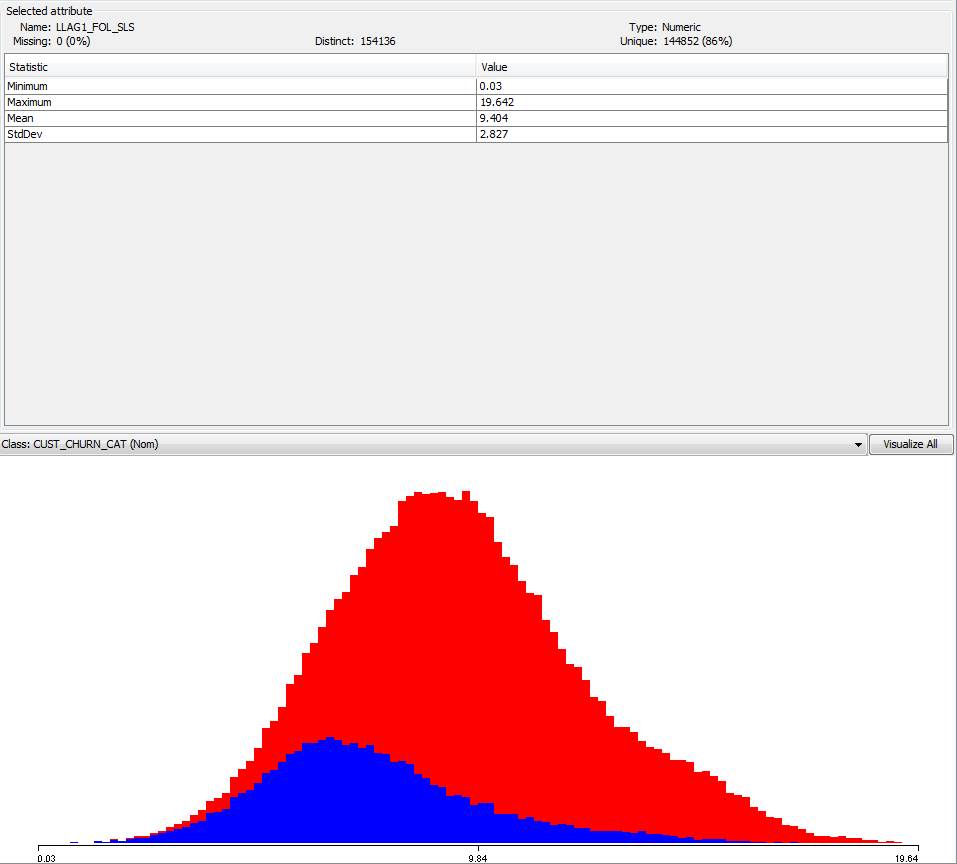 Selected attribute
Name: LLAG1_FOL_SLS Type: Numeric
Missing: 0 (0%) Distinct: 154136 Unique: 144852 (86%)
Statistic Value
Minimum 0.03
Maximum 19.642
Mean 9.404
StdDev 2.827
Class: CUST_CHURN_CAT (Nom) Visualize All
0.03 9.84 19.64